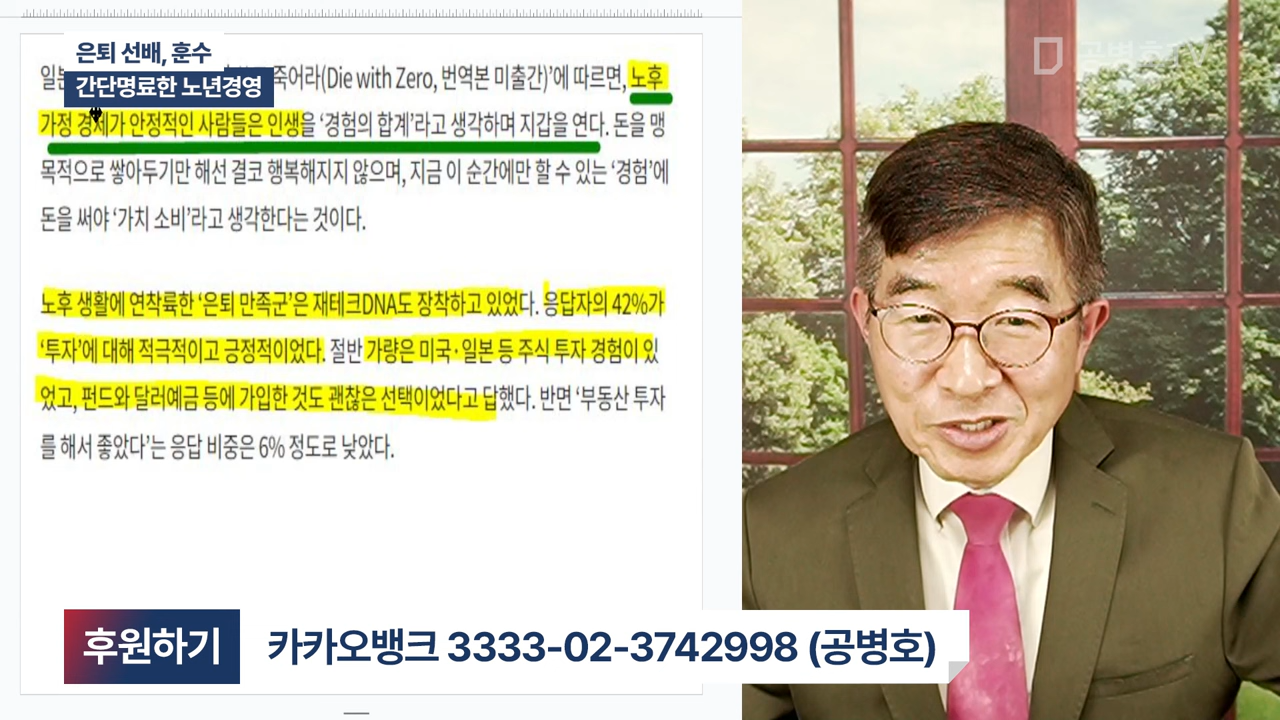 은퇴 선배, 훈수
간단명료한 노년경영
일본
죽어라(Die with Zero, 번역본 미출간)’에 따르면, 노후
가정 경제가 안정적인 사람들은 인생을 ‘경험의 합계’라고 생각하며 지갑을 연다. 돈을 맹
목적으로 쌓아두기만 해선 결코 행복해지지 않으며, 지금 이 순간에만 할 수 있는 ‘경험’에
돈을 써야 ‘가치 소비’라고 생각한다는 것이다.
노후 생활에 연착륙한 ‘은퇴 만족군’은 재테크DNA도 장착하고 있었다. 응답자의 42%가
‘투자’에 대해 적극적이고 긍정적이었다. 절반 가량은 미국·일본 등 주식 투자 경험이 있
었고, 펀드와 달러예금 등에 가입한 것도 괜찮은 선택이었다고 답했다. 반면 ‘부동산 투자
를 해서 좋았다’는 응답 비중은 6% 정도로 낮았다.
공병호TV
후원하기
카카오뱅크 3333-02-3742998 (공병호)